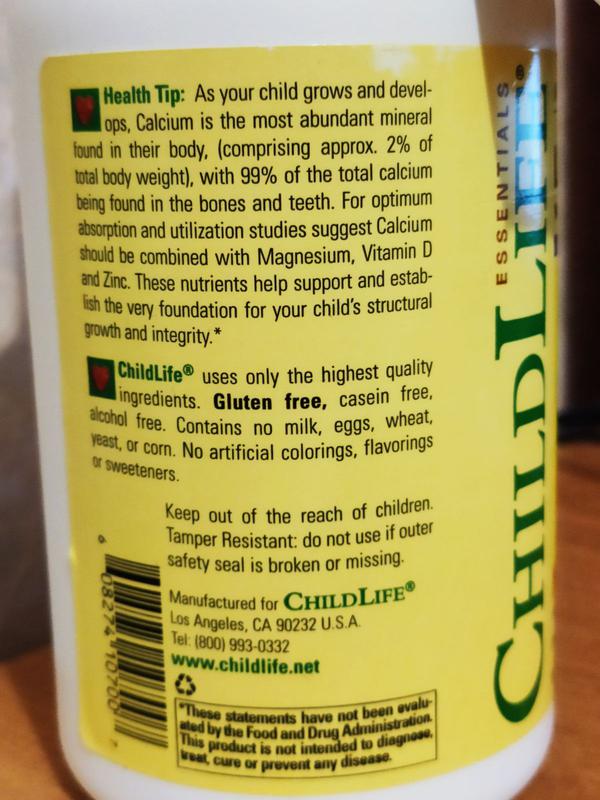 Health Tip: As your child grows and devel-
ops, Calcium is the most abundant mineral
found in their body, (comprising approx. 2% of
total body weight), with 99% of the total calcium
being found in the bones and teeth. For optimum
absorption and utilization studies suggest Calcium
should be combined with Magnesium, Vitamin D
and Zinc. These nutrients help support and estab-
lish the very foundation for your child's structural
growth and integrity.*
ChildLife® uses only the highest quality
ingredients. Gluten free, casein free,
alcohol free. Contains no milk, eggs, wheat,
yeast, or corn. No artificial colorings, flavorings
or sweeteners.
Keep out of the reach of children.
Tamper Resistant: do not use if outer
safety seal is broken or missing.
Manufactured for CHILDLIFE®
Los Angeles, CA 90232 U.S.A.
Tel: (800) 993-0332
www.childlife.net
*These statements have not been evalu-
ated by the Food and Drug Administration.
This product is not intended to diagnose,
treat, cure or prevent any disease.
6 08274 10700 7
ESSENTIALS
CHILDLIFE®